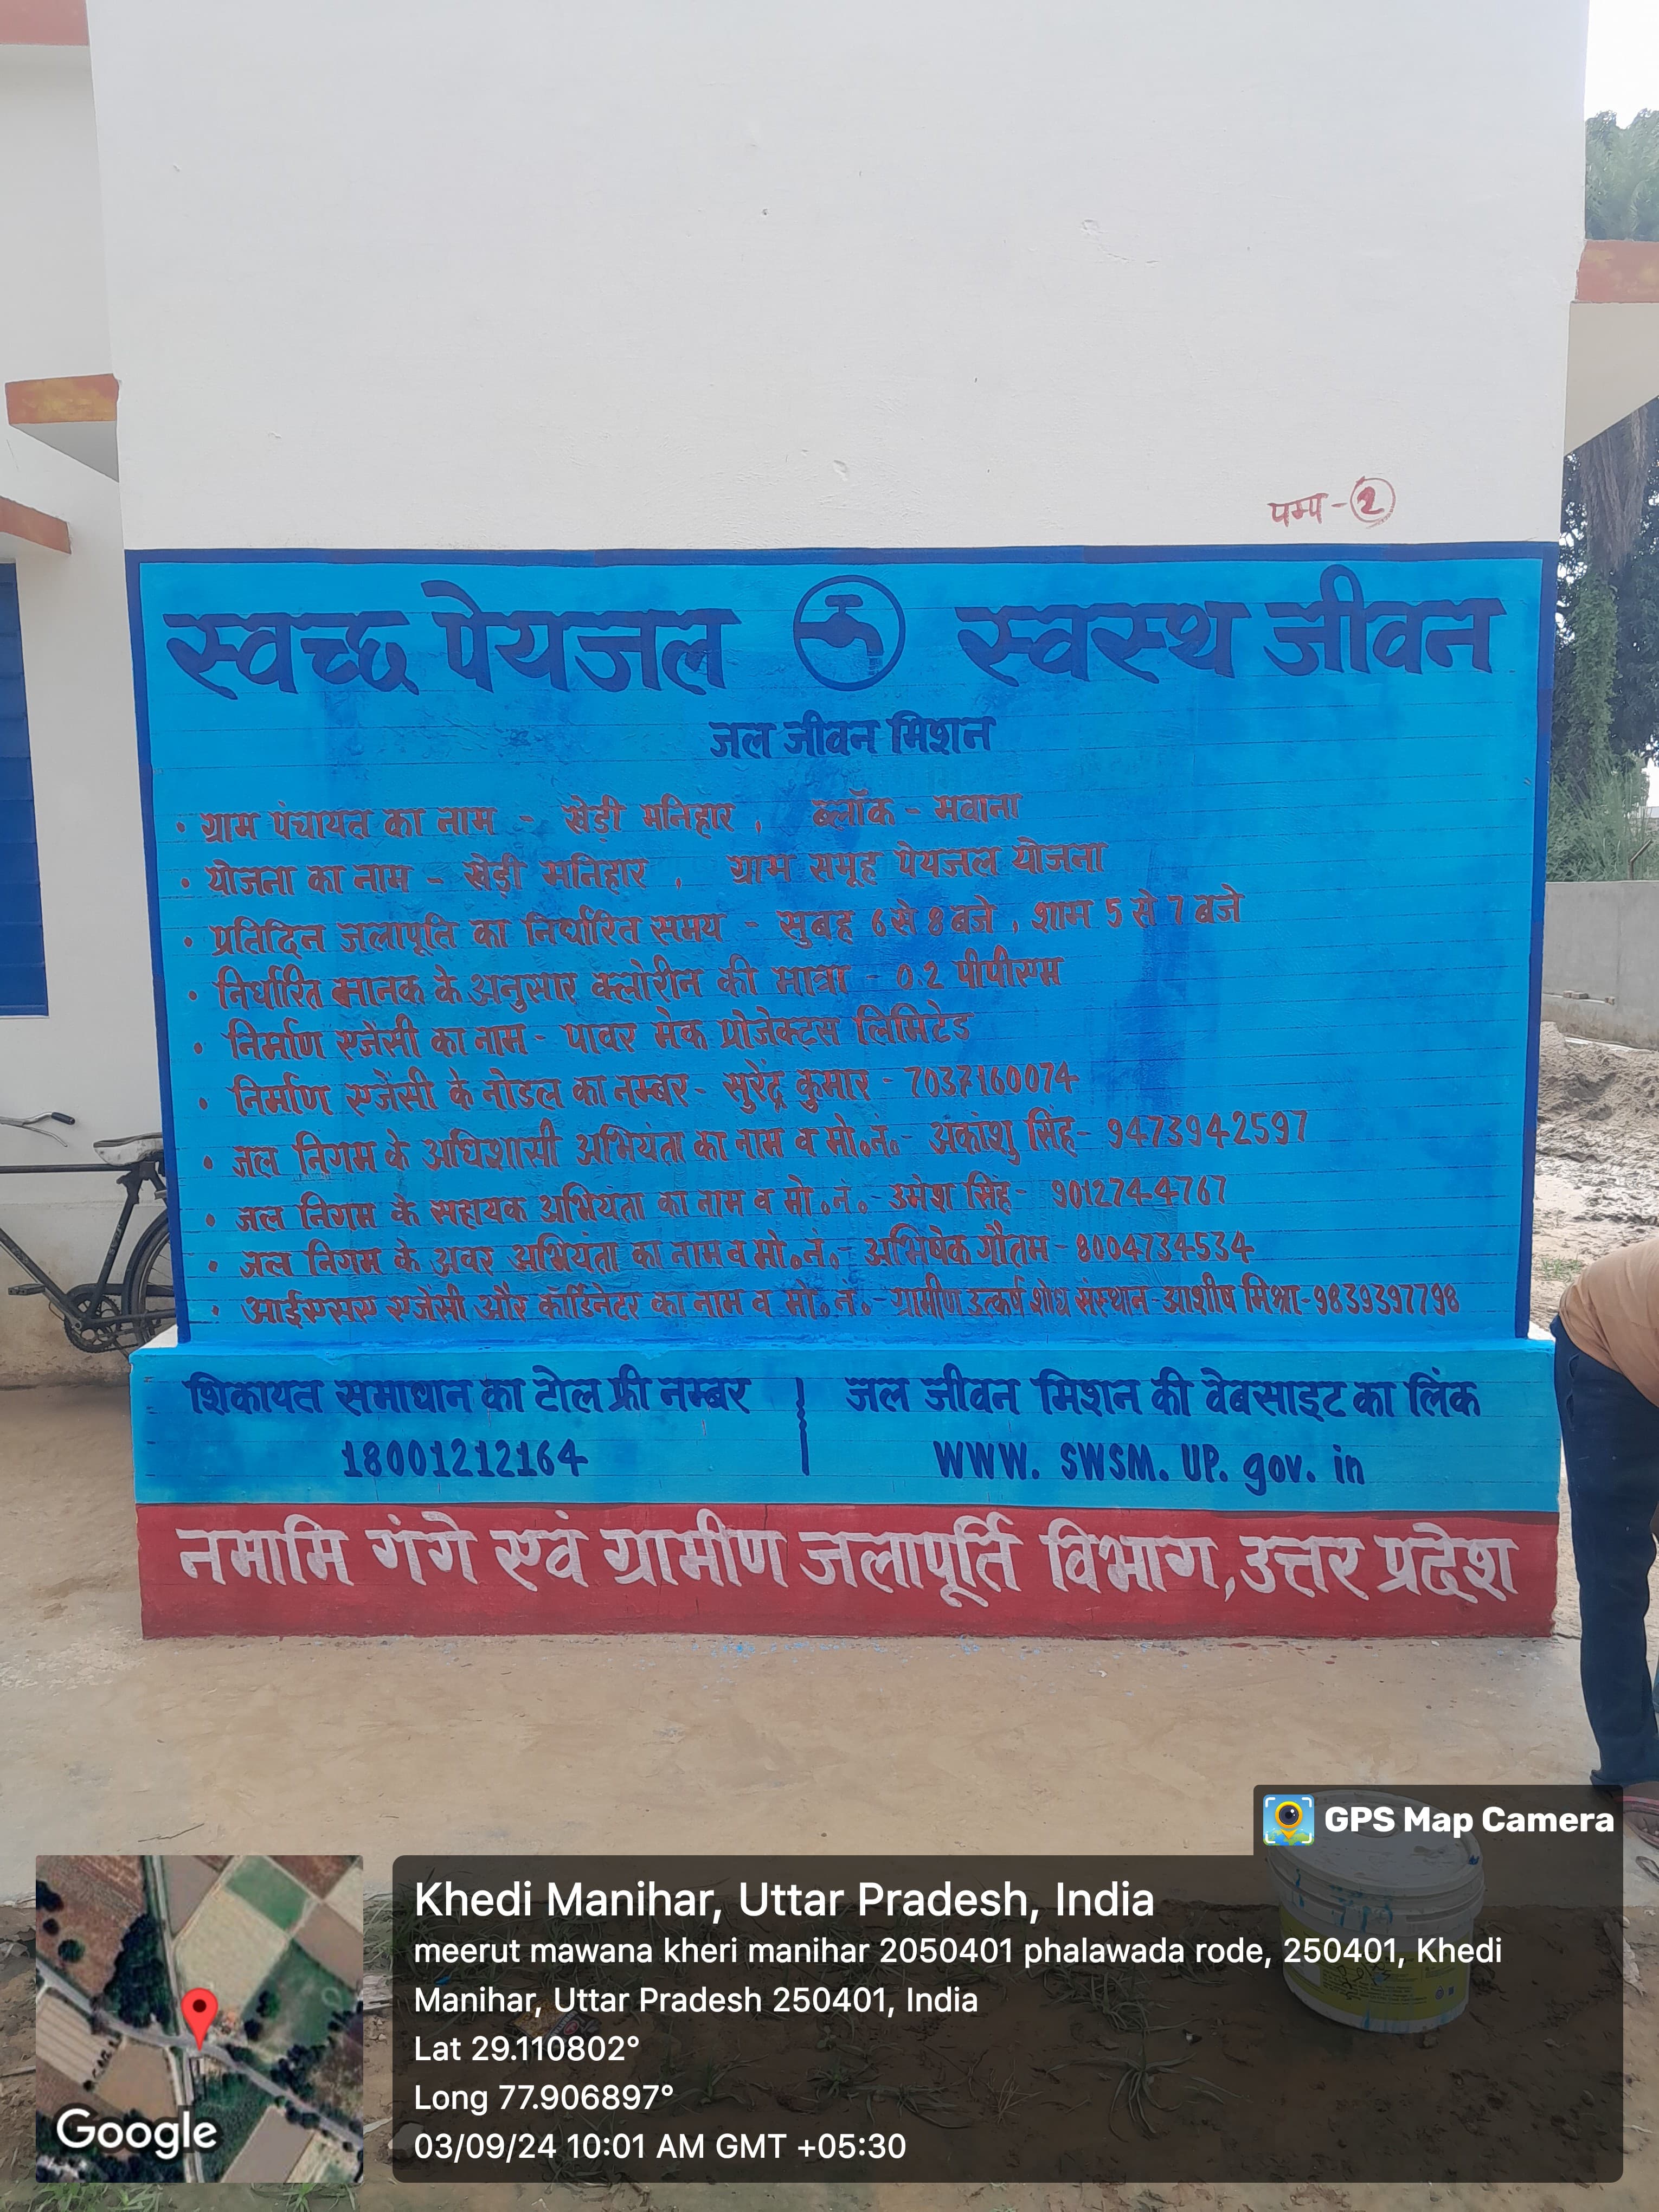 पम्प - 2
स्वच्छ पेयजल स्वस्थ जीवन
जल जीवन मिशन
• ग्राम पंचायत का नाम - खेड़ी मनिहार , ब्लॉक - मवाना
• योजना का नाम - खेड़ी मनिहार , ग्राम समूह पेयजल योजना
• प्रतिदिन जलापूर्ति का निर्धारित समय - सुबह 6 से 8 बजे , शाम 5 से 7 बजे
• निर्धारित मानक के अनुसार क्लोरीन की मात्रा - 0.2 पीपीएम
• निर्माण एजेंसी का नाम - पावर मेक प्रोजेक्ट्स लिमिटेड
• निर्माण एजेंसी के नोडल का नम्बर- सुरेंद्र कुमार - 7037160074
• जल निगम के अधिशासी अभियंता का नाम व मो॰नं॰- अंकांशु सिंह- 9473942597
• जल निगम के सहायक अभियंता का नाम व मो॰नं॰- उमेश सिंह- 9012744767
• जल निगम के अवर अभियंता का नाम व मो॰नं॰- अभिषेक गौतम- 8004734534
• आईएसए एजेंसी और कॉर्डिनेटर का नाम व मो॰नं॰- ग्रामीण उत्कर्ष शोध संस्थान-आशीष मिश्रा-9839397798
शिकायत समाधान का टोल फ्री नम्बर
18001212164
जल जीवन मिशन की वेबसाइट का लिंक
WWW. SWSM. UP. gov. in
नमामि गंगे एवं ग्रामीण जलापूर्ति विभाग,उत्तर प्रदेश
GPS Map Camera
Khedi Manihar, Uttar Pradesh, India
meerut mawana kheri manihar 2050401 phalawada rode, 250401, Khedi
Manihar, Uttar Pradesh 250401, India
Lat 29.110802°
Long 77.906897°
03/09/24 10:01 AM GMT +05:30
Google